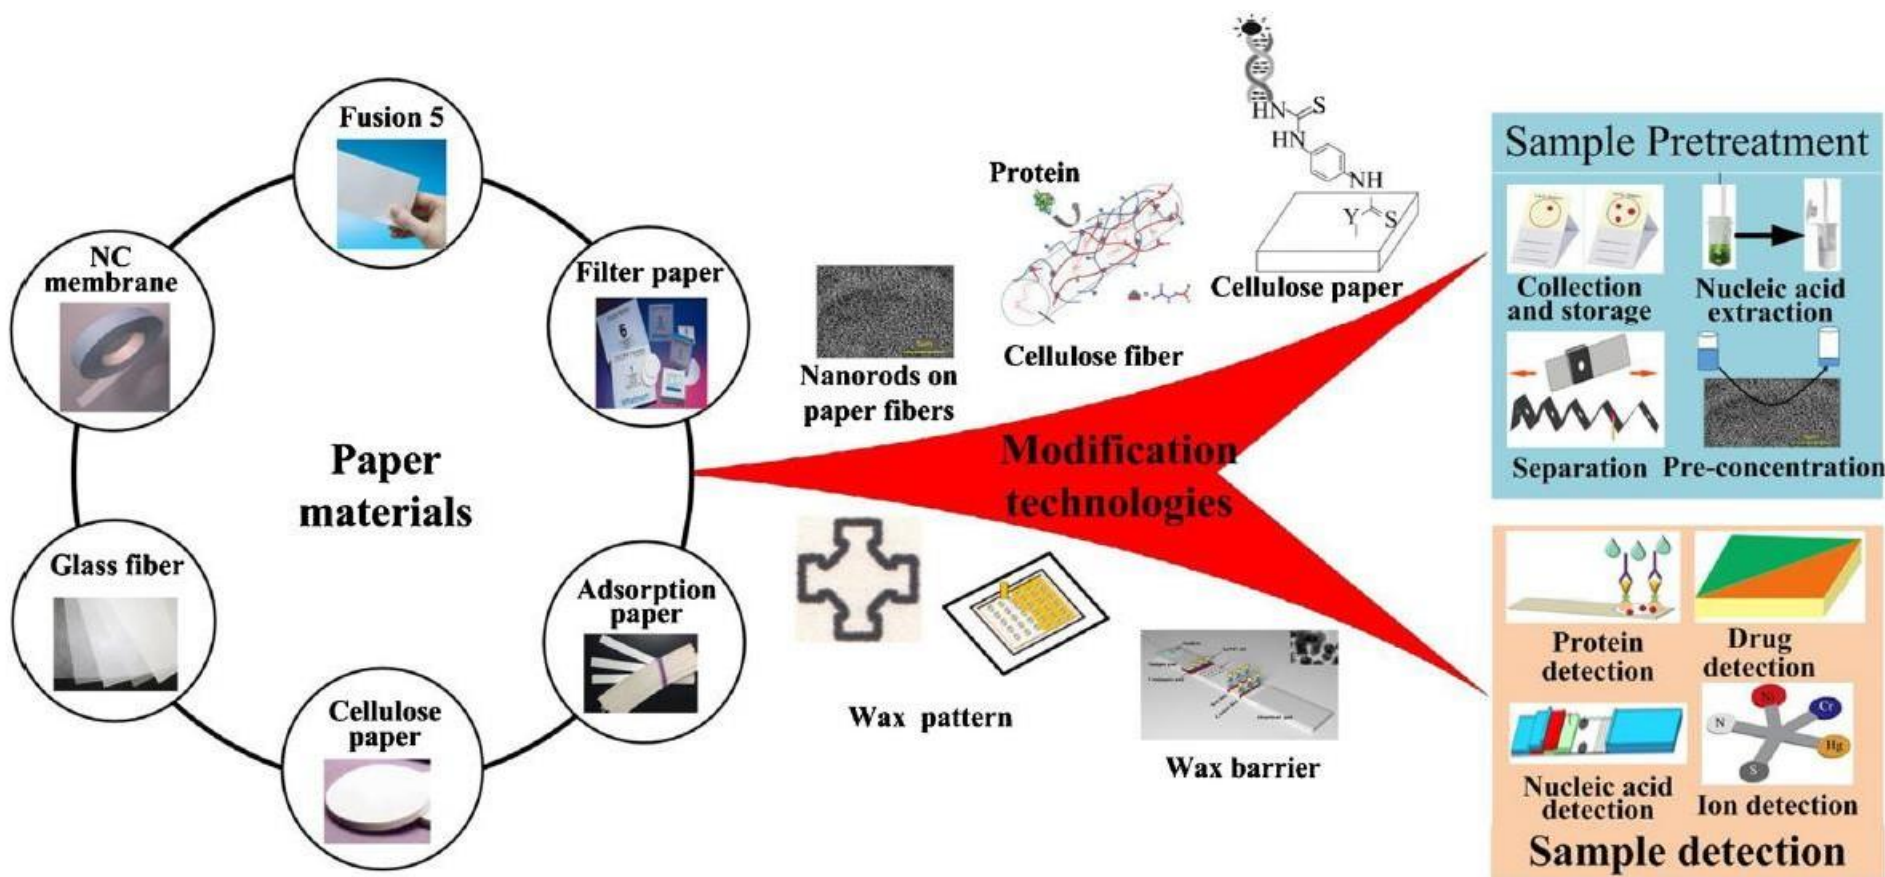 Fusion 5
NC
membrane
Filter paper
6
Paper
materials
Glass fiber
Adsorption
paper
Cellulose
paper
Nanorods on
paper fibers
Protein
Cellulose fiber
HN
S
HN
NH
Y
S
Cellulose paper
Modification
technologies
Wax pattern
Wax barrier
Sample Pretreatment
Collection
and storage
Nucleic acid
extraction
Separation
Pre-concentration
Protein
detection
Drug
detection
Nucleic acid
detection
N
Ni
Cr
Hg
S
Ion detection
Sample detection